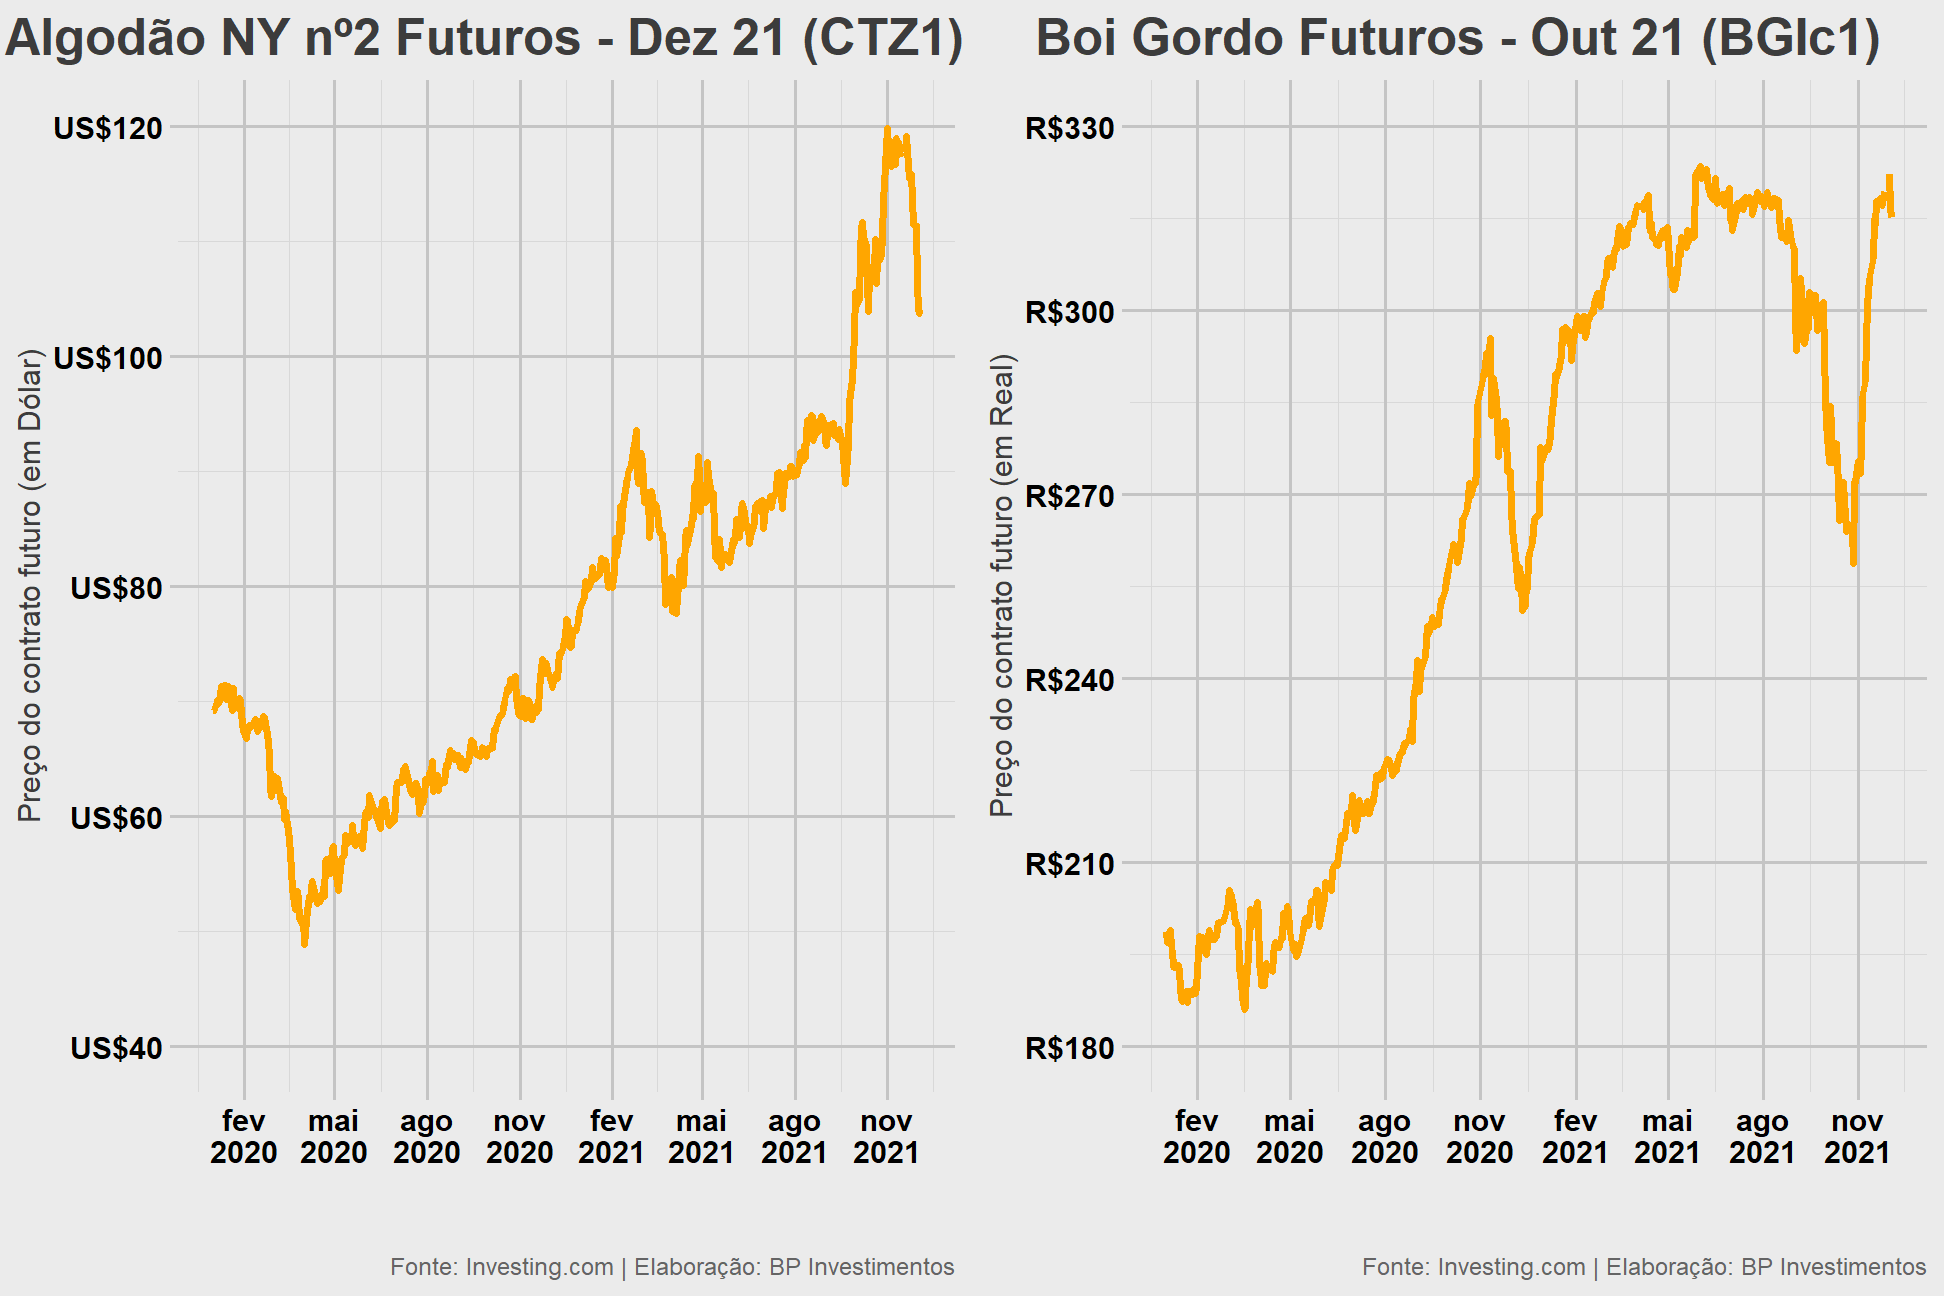 Algodão NY nº2 Futuros - Dez 21 (CTZ1)
Preço do contrato futuro (em Dólar)
US$120
US$100
US$80
US$60
US$40
fev 2020
mai 2020
ago 2020
nov 2020
fev 2021
mai 2021
ago 2021
nov 2021
Fonte: Investing.com | Elaboração: BP Investimentos
Boi Gordo Futuros - Out 21 (BGIc1)
Preço do contrato futuro (em Real)
R$330
R$300
R$270
R$240
R$210
R$180
fev 2020
mai 2020
ago 2020
nov 2020
fev 2021
mai 2021
ago 2021
nov 2021
Fonte: Investing.com | Elaboração: BP Investimentos